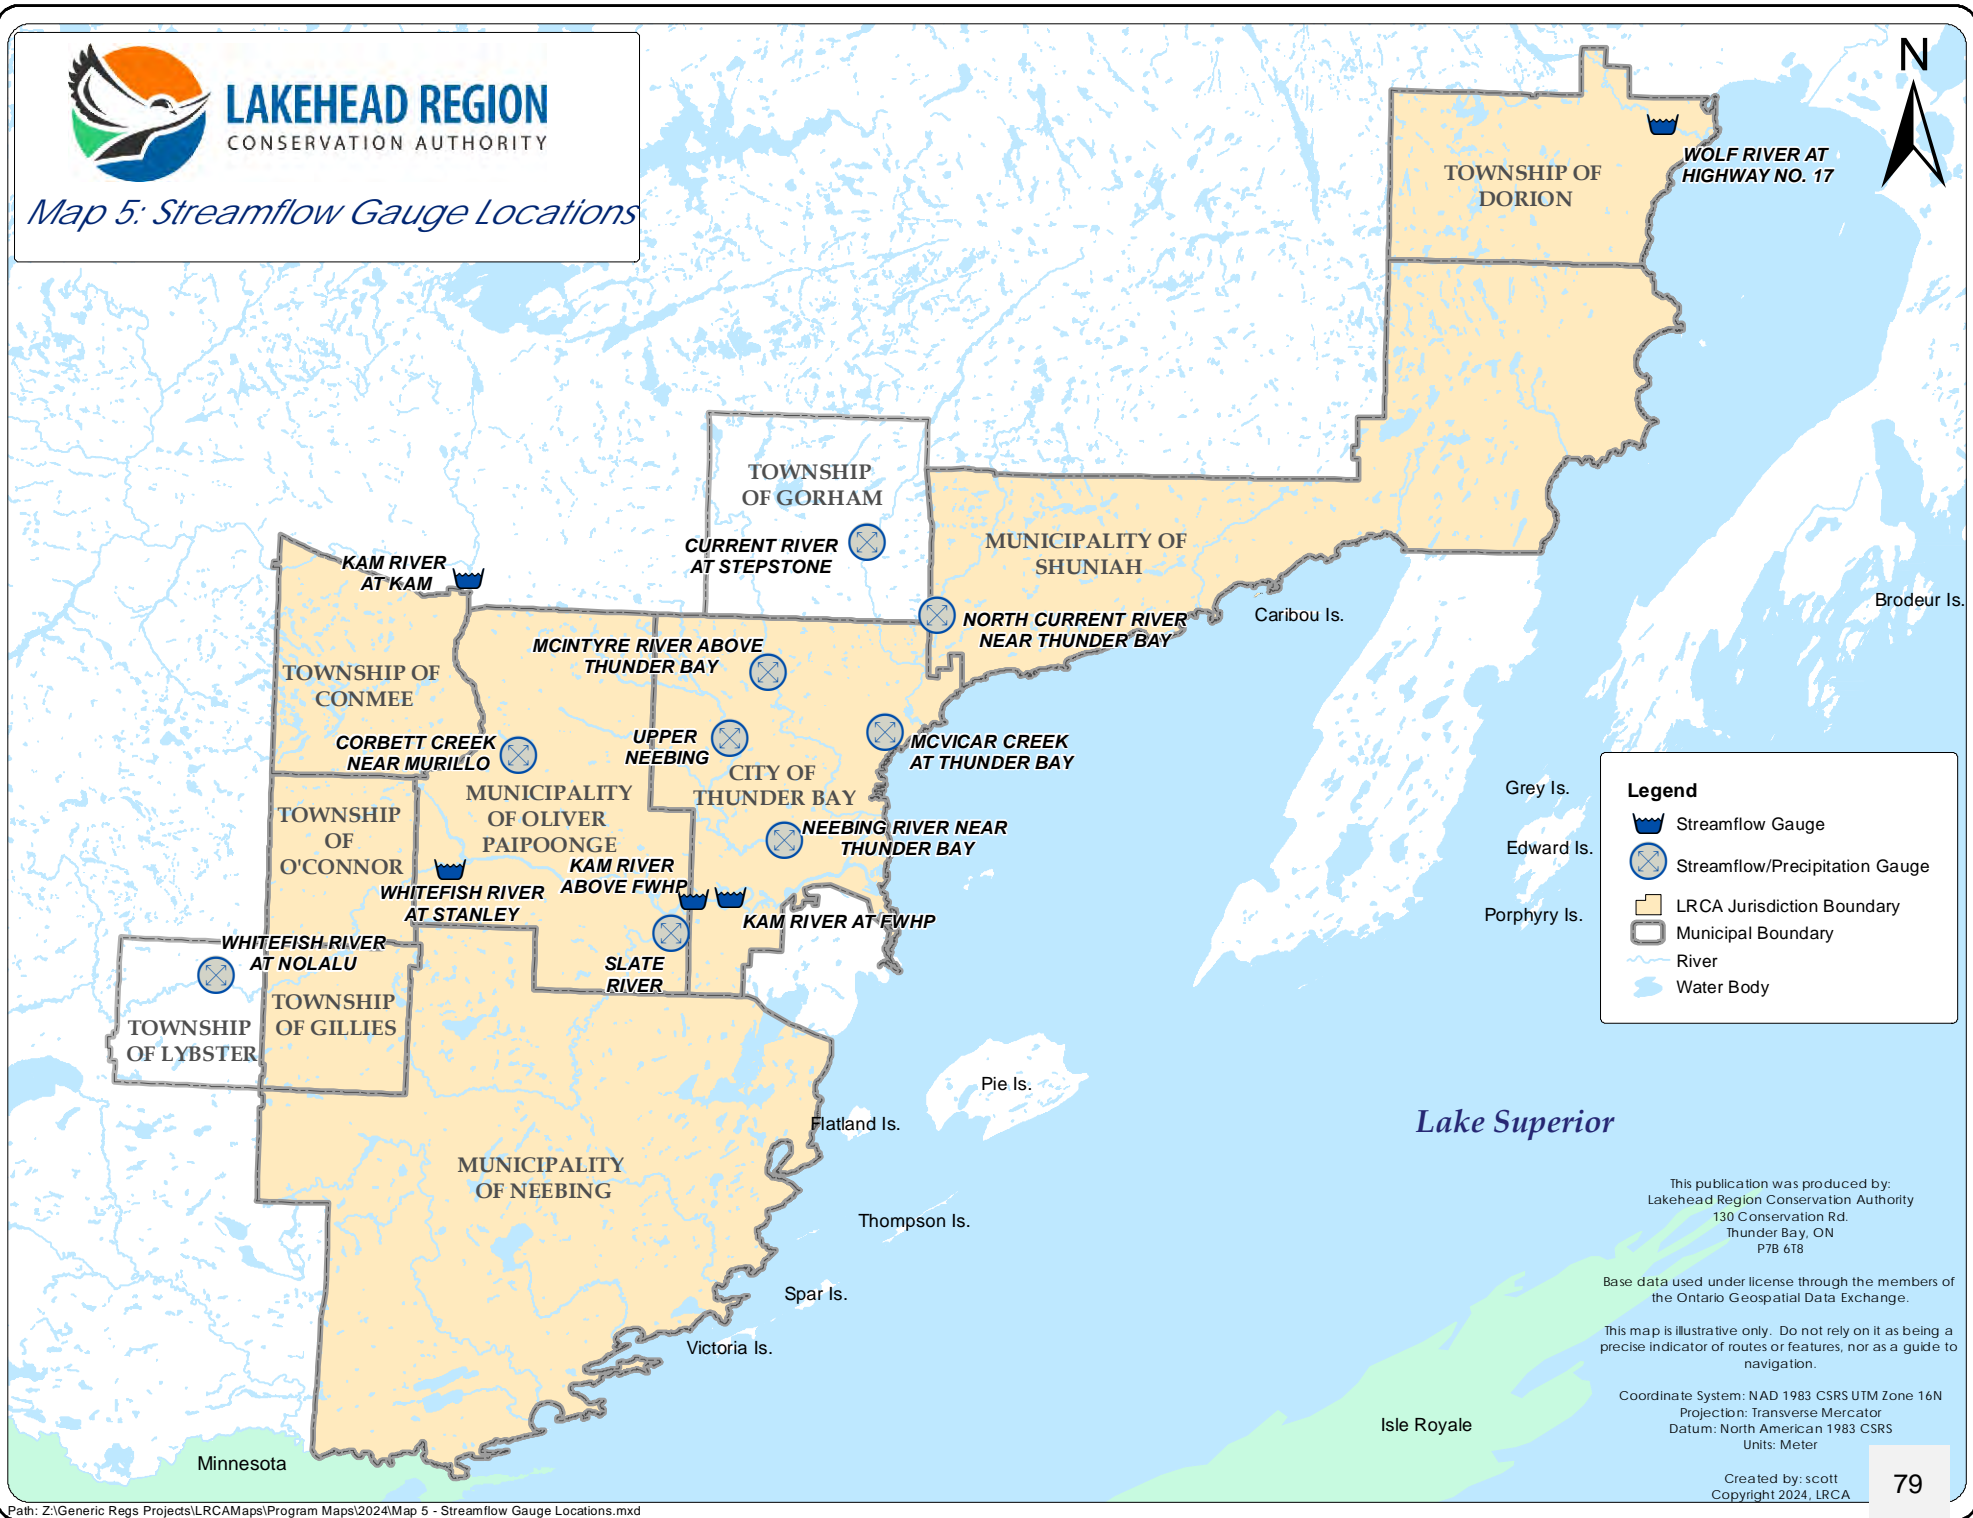 LAKEHEAD REGION
CONSERVATION AUTHORITY
Map 5: Streamflow Gauge Locations
N
TOWNSHIP OF
DORION
WOLF RIVER AT
HIGHWAY NO. 17
TOWNSHIP
OF GORHAM
CURRENT RIVER
AT STEPSTONE
MUNICIPALITY OF
SHUNIAH
KAM RIVER
AT KAM
NORTH CURRENT RIVER
NEAR THUNDER BAY
Caribou Is.
Brodeur Is.
MCINTYRE RIVER ABOVE
THUNDER BAY
TOWNSHIP OF
CONMEE
CORBETT CREEK
NEAR MURILLO
UPPER
NEEBING
MCVICAR CREEK
AT THUNDER BAY
CITY OF
THUNDER BAY
MUNICIPALITY
OF OLIVER
PAIPOONGE
TOWNSHIP
OF
O'CONNOR
NEEBING RIVER NEAR
THUNDER BAY
KAM RIVER
ABOVE FWHP
WHITEFISH RIVER
AT STANLEY
KAM RIVER AT FWHP
WHITEFISH RIVER
AT NOLALU
SLATE
RIVER
TOWNSHIP
OF GILLIES
TOWNSHIP
OF LYBSTER
Grey Is.
Edward Is.
Porphyry Is.
Legend
Streamflow Gauge
Streamflow/Precipitation Gauge
LRCA Jurisdiction Boundary
Municipal Boundary
River
Water Body
Pie Is.
Flatland Is.
Lake Superior
MUNICIPALITY
OF NEEBING
Thompson Is.
Spar Is.
Victoria Is.
Isle Royale
Minnesota
This publication was produced by:
Lakehead Region Conservation Authority
130 Conservation Rd.
Thunder Bay, ON
P7B 6T8
Base data used under license through the members of
the Ontario Geospatial Data Exchange.
This map is illustrative only. Do not rely on it as being a
precise indicator of routes or features, nor as a guide to
navigation.
Coordinate System: NAD 1983 CSRS UTM Zone 16N
Projection: Transverse Mercator
Datum: North American 1983 CSRS
Units: Meter
Created by: scott
Copyright 2024, LRCA
79
Path: Z:\Generic Regs Projects\LRCAMaps\Program Maps\2024\Map 5 - Streamflow Gauge Locations.mxd